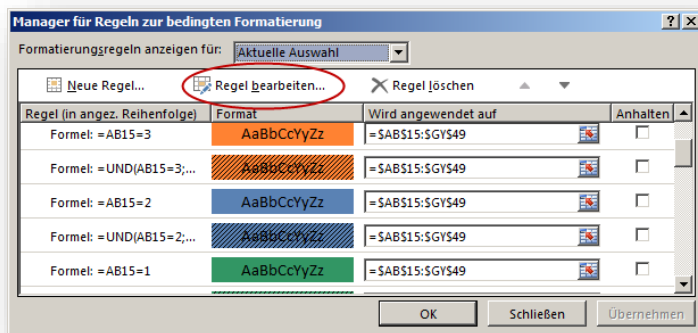 Manager für Regeln zur bedingten Formatierung
Formatierungsregeln anzeigen für: Aktuelle Auswahl
Neue Regel... Regel bearbeiten... Regel löschen
Regel (in angez. Reihenfolge) Format Wird angewendet auf Anhalten
Formel: =AB15=3 AaBbCcYyZz =$AB$15:$GY$49
Formel: =UND(AB15=3;... AaBbCcYyZz =$AB$15:$GY$49
Formel: =AB15=2 AaBbCcYyZz =$AB$15:$GY$49
Formel: =UND(AB15=2;... AaBbCcYyZz =$AB$15:$GY$49
Formel: =AB15=1 AaBbCcYyZz =$AB$15:$GY$49
OK Schließen Übernehmen